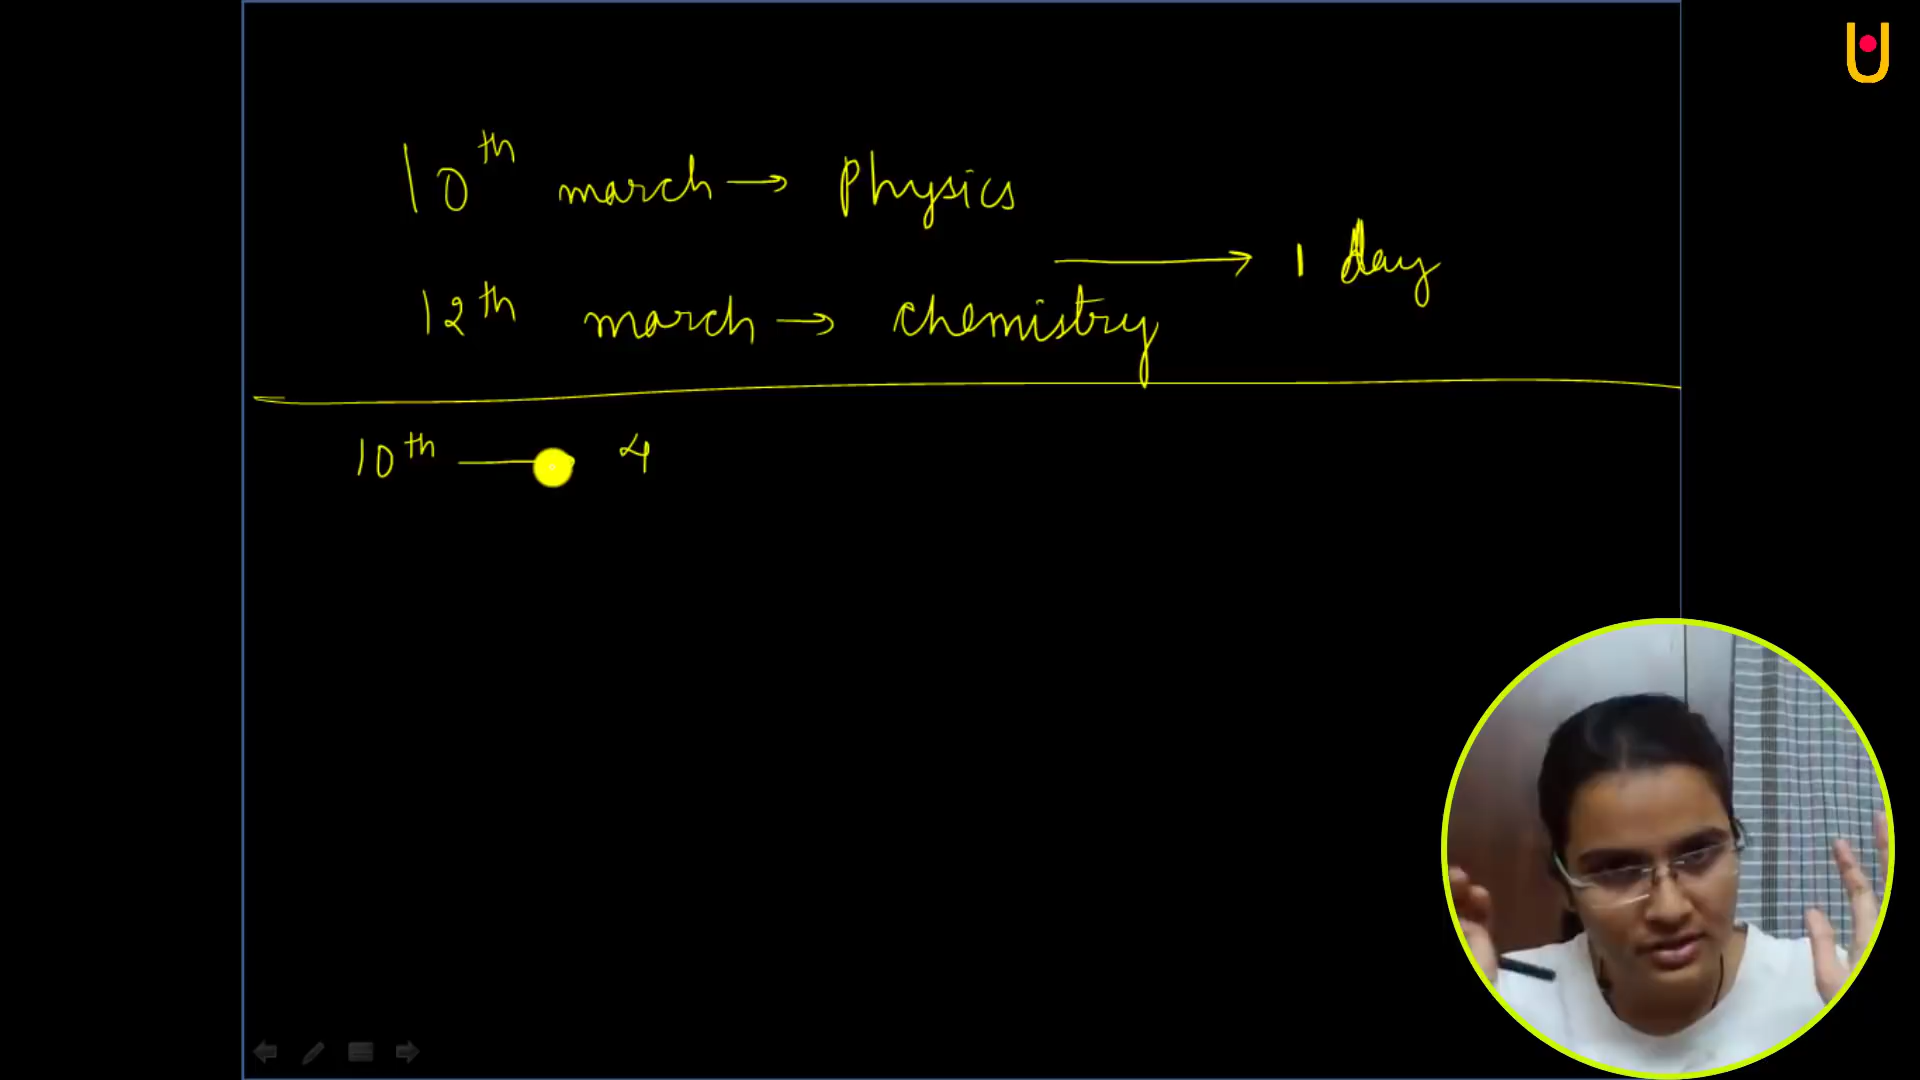 10th march → Physics
→ 1 day
12th march → chemistry
10th — 4